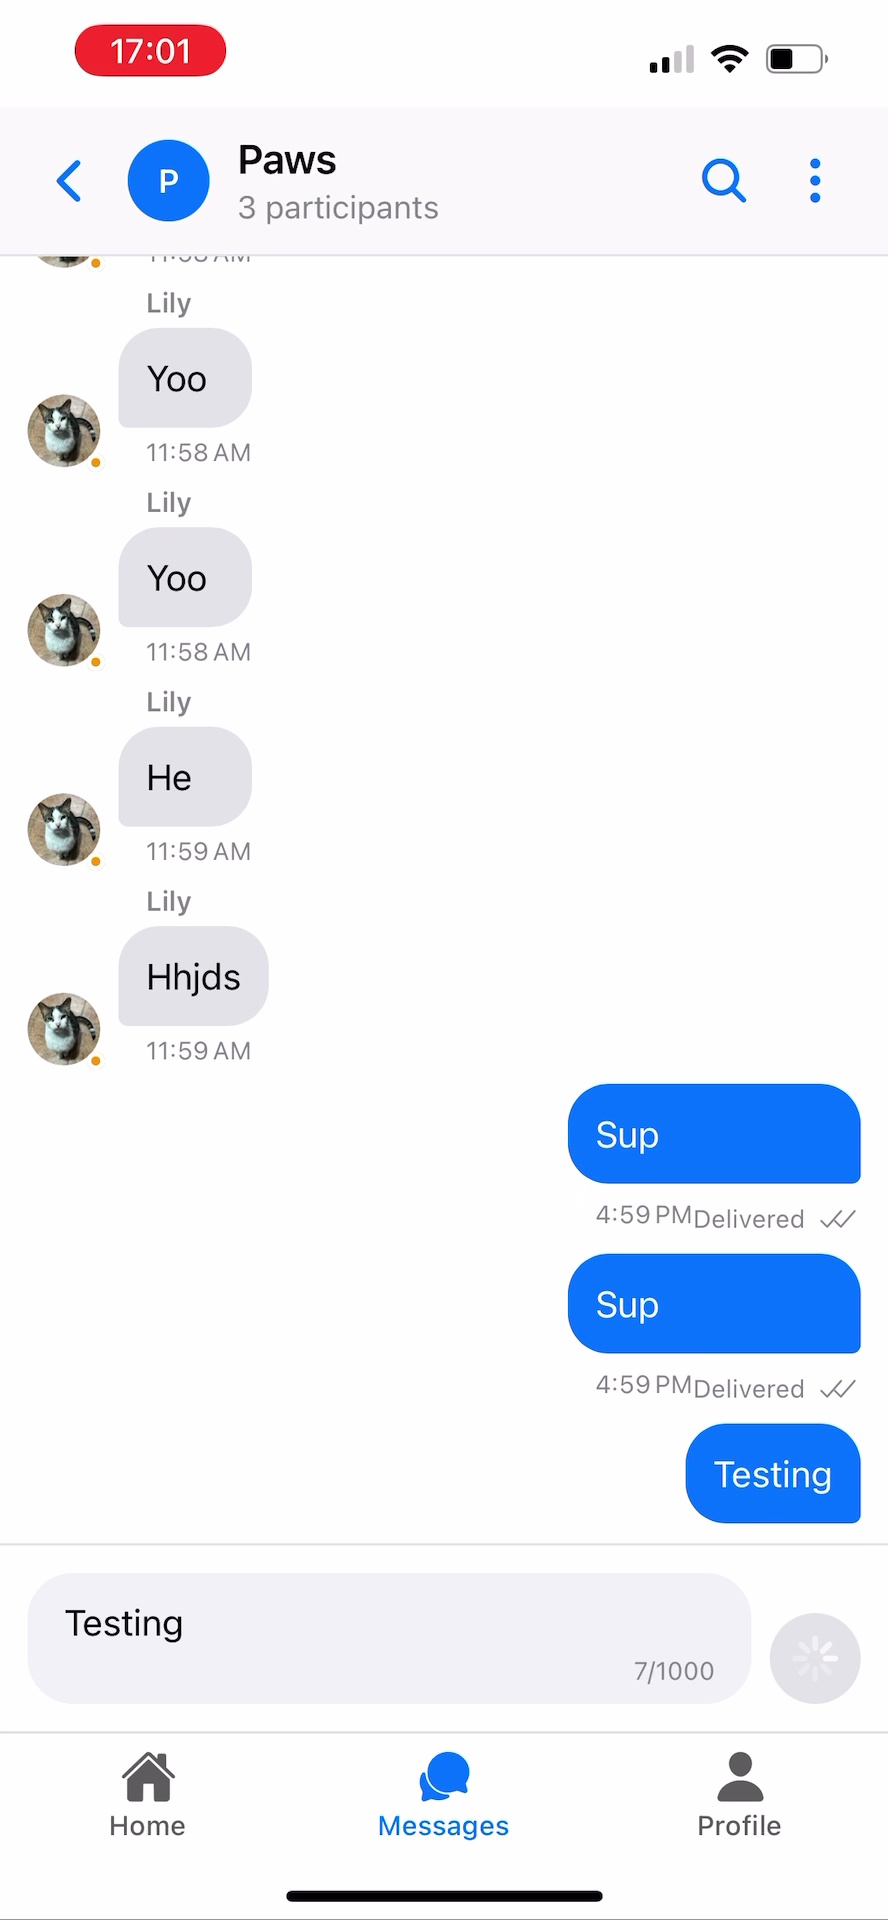 17:01
P
Paws
3 participants
Lily
Yoo
11:58 AM
Lily
Yoo
11:58 AM
Lily
He
11:59 AM
Lily
Hhjds
11:59 AM
Sup
4:59 PM Delivered
Sup
4:59 PM Delivered
Testing
Testing
7/1000
Home Messages Profile